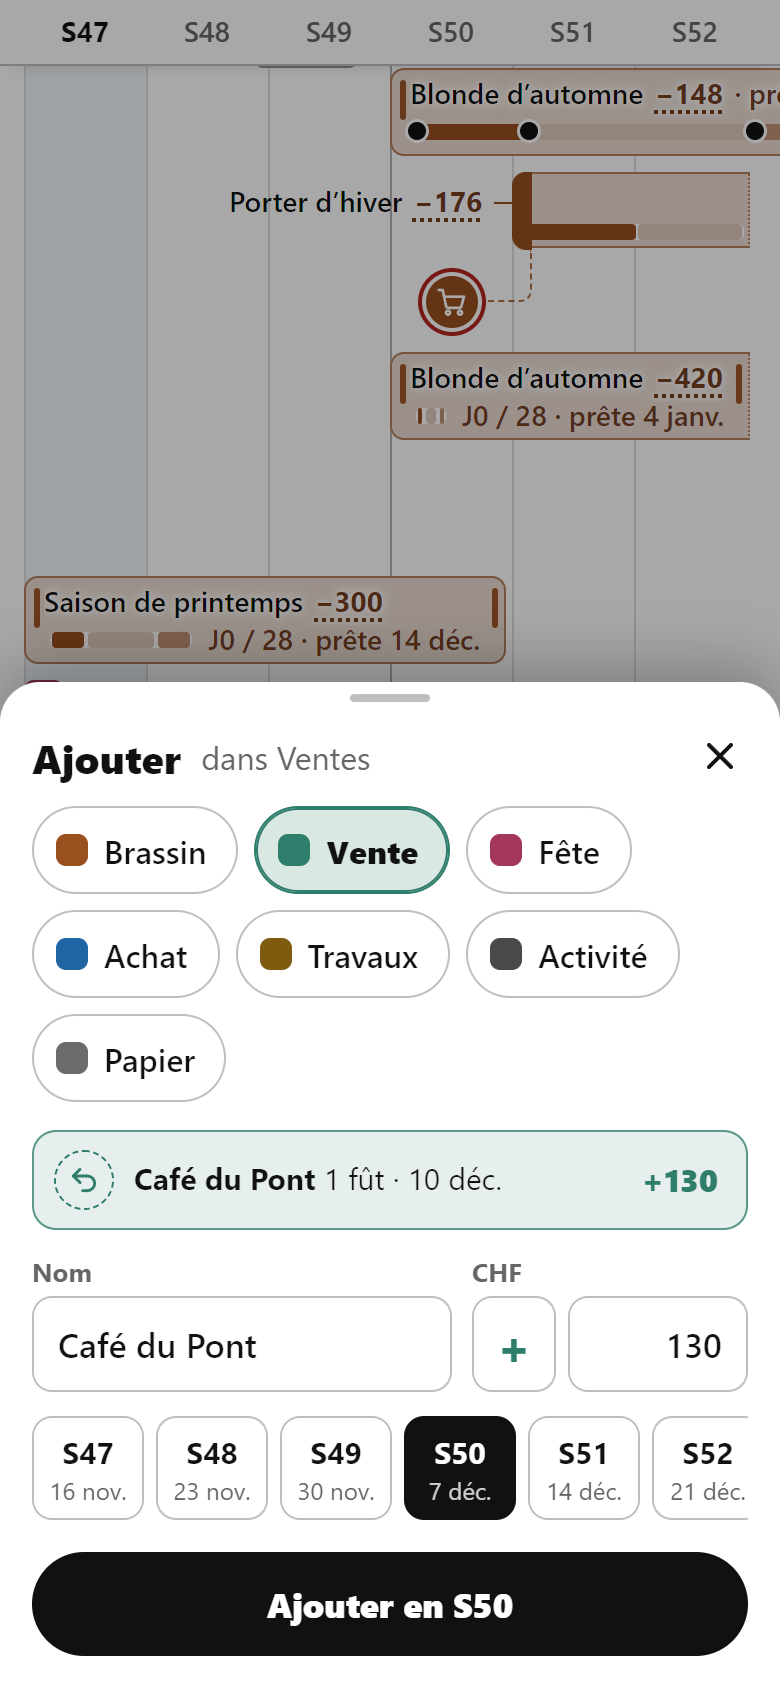 S47 S48 S49 S50 S51 S52
Blonde d’automne −148 · pré
Porter d’hiver −176
Blonde d’automne −420
J0 / 28 · prête 4 janv.
Saison de printemps −300
J0 / 28 · prête 14 déc.
Ajouter dans Ventes
Brassin Vente Fête
Achat Travaux Activité
Papier
Café du Pont 1 fût · 10 déc. +130
Nom CHF
Café du Pont + 130
S47 S48 S49 S50 S51 S52
16 nov. 23 nov. 30 nov. 7 déc. 14 déc. 21 déc.
Ajouter en S50